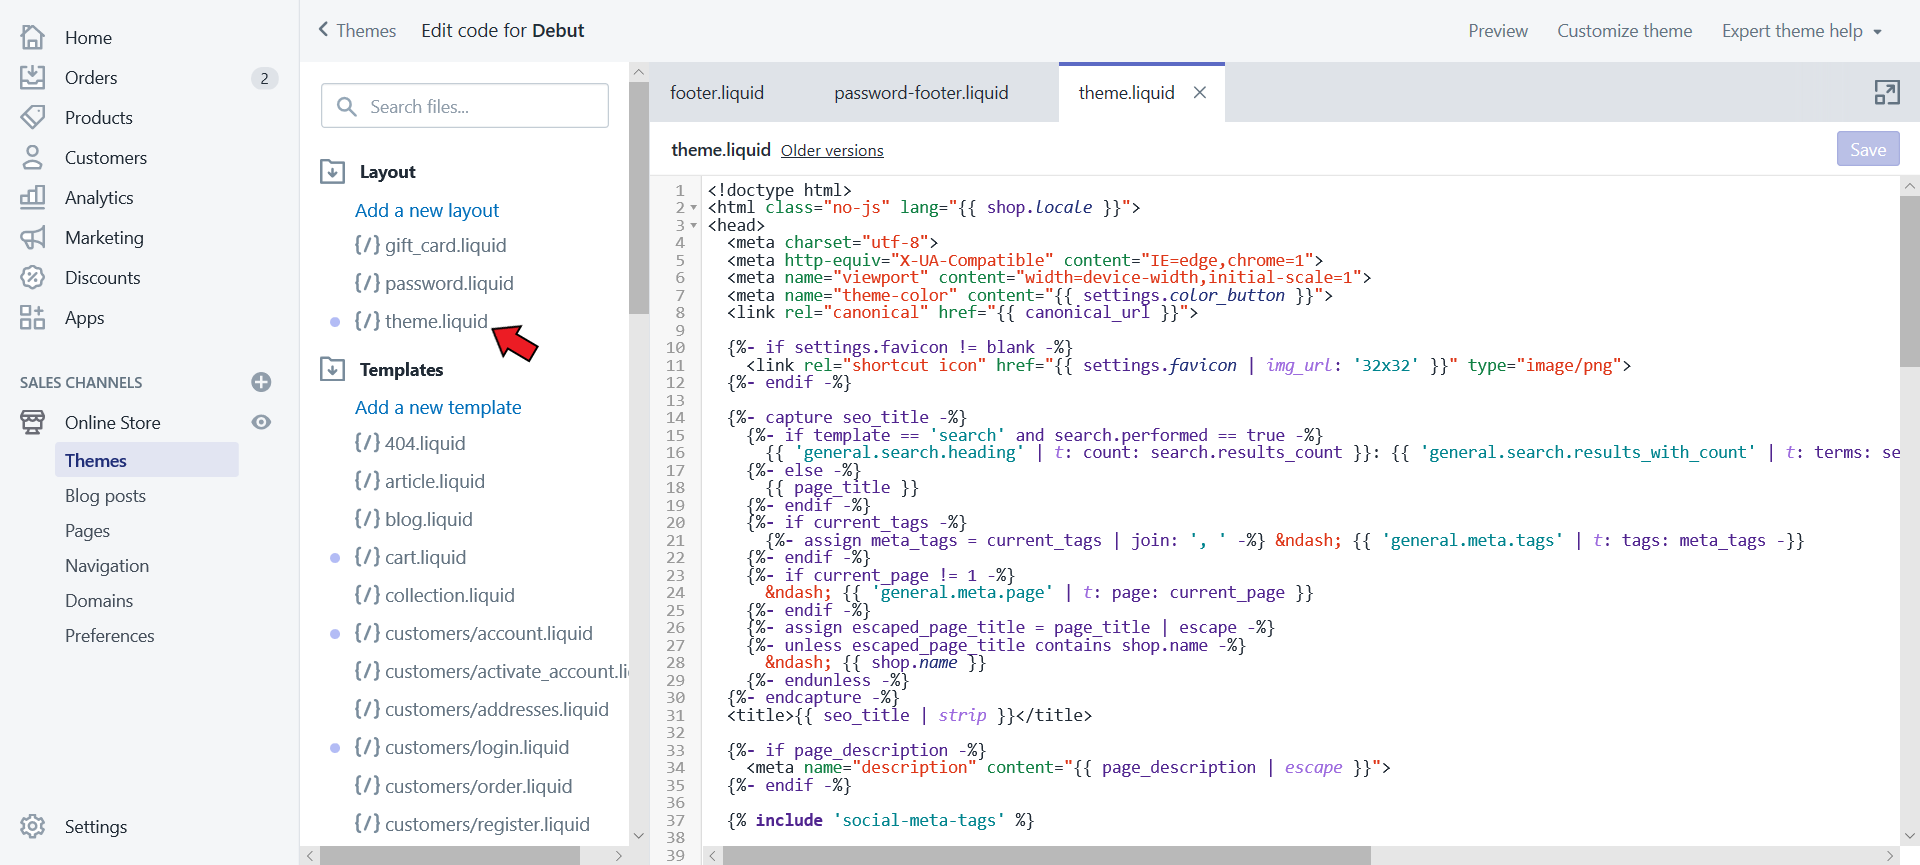 Home
Orders
2
Products
Customers
Analytics
Marketing
Discounts
Apps
SALES CHANNELS
Online Store
Themes
Blog posts
Pages
Navigation
Domains
Preferences
Settings
Themes
Edit code for Debut
Preview
Customize theme
Expert theme help
Search files...
Layout
Add a new layout
{/} gift_card.liquid
{/} password.liquid
{/} theme.liquid
Templates
Add a new template
{/} 404.liquid
{/} article.liquid
{/} blog.liquid
{/} cart.liquid
{/} collection.liquid
{/} customers/account.liquid
{/} customers/activate_account.li
{/} customers/addresses.liquid
{/} customers/login.liquid
{/} customers/order.liquid
{/} customers/register.liquid
footer.liquid
password-footer.liquid
theme.liquid
theme.liquid Older versions
Save
1 <!doctype html>
2 <html class="no-js" lang="{{ shop.locale }}">
3 <head>
4 <meta charset="utf-8">
5 <meta http-equiv="X-UA-Compatible" content="IE=edge,chrome=1">
6 <meta name="viewport" content="width=device-width,initial-scale=1">
7 <meta name="theme-color" content="{{ settings.color_button }}">
8 <link rel="canonical" href="{{ canonical_url }}">
9
10 {%- if settings.favicon != blank -%}
11 <link rel="shortcut icon" href="{{ settings.favicon | img_url: '32x32' }}" type="image/png">
12 {%- endif -%}
13
14 {%- capture seo_title -%}
15 {%- if template == 'search' and search.performed == true -%}
16 {{ 'general.search.heading' | t: count: search.results_count }}: {{ 'general.search.results_with_count' | t: terms: se
17 {%- else -%}
18 {{ page_title }}
19 {%- endif -%}
20 {%- if current_tags -%}
21 {%- assign meta_tags = current_tags | join: ', ' -%} &ndash; {{ 'general.meta.tags' | t: tags: meta_tags -}}
22 {%- endif -%}
23 {%- if current_page != 1 -%}
24 &ndash; {{ 'general.meta.page' | t: page: current_page }}
25 {%- endif -%}
26 {%- assign escaped_page_title = page_title | escape -%}
27 {%- unless escaped_page_title contains shop.name -%}
28 &ndash; {{ shop.name }}
29 {%- endunless -%}
30 {%- endcapture -%}
31 <title>{{ seo_title | strip }}</title>
32
33 {%- if page_description -%}
34 <meta name="description" content="{{ page_description | escape }}">
35 {%- endif -%}
36
37 {% include 'social-meta-tags' %}
38
39